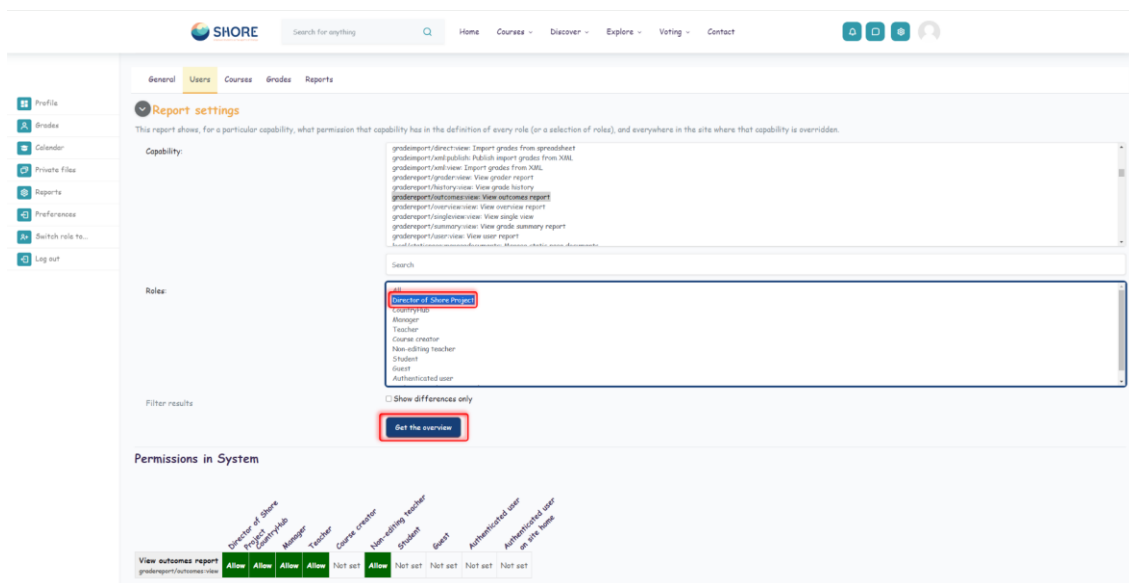 SHORE
Search for anything
Home Courses Discover Explore Voting Contact
General Users Courses Grades Reports
Profile
Grades
Calendar
Private files
Reports
Preferences
Switch role to...
Log out
Report settings
This report shows, for a particular capability, what permission that capability has in the definition of every role (or a selection of roles), and everywhere in the site where that capability is overridden.
Capability:
gradeimport/direct:view: Import grades from spreadsheet
gradeimport/xml:publish: Publish import grades from XML
gradeimport/xml:view: Import grades from XML
gradereport/grader:view: View grader report
gradereport/history:view: View grade history
gradereport/outcomes:view: View outcomes report
gradereport/overview:view: View overview report
gradereport/singleview:view: View single view
gradereport/summary:view: View grade summary report
gradereport/user:view: View user report
Search
Roles:
All
Director of Shore Project
CountryHub
Manager
Teacher
Course creator
Non-editing teacher
Student
Guest
Authenticated user
Filter results
Show differences only
Get the overview
Permissions in System
Director of Shore
Project
CountryHub
Manager
Teacher
Course creator
Non-editing teacher
Student
Guest
Authenticated user
Authenticated user
on site home
View outcomes report
gradereport/outcomes:view
Allow Allow Allow Allow Not set Allow Not set Not set Not set Not set